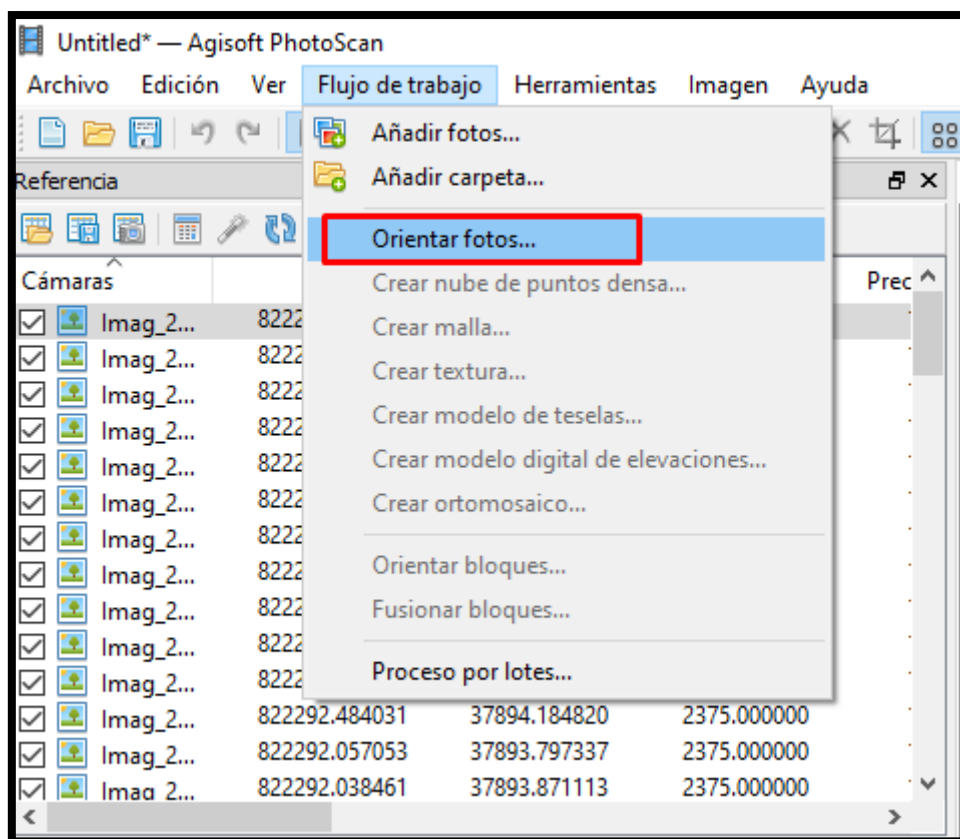 Untitled* — Agisoft PhotoScan
Archivo Edición Ver Flujo de trabajo Herramientas Imagen Ayuda
Añadir fotos...
Referencia
Añadir carpeta...
Orientar fotos...
Cámaras Prec
Crear nube de puntos densa...
Imag_2... 8222
Crear malla...
Imag_2... 8222
Crear textura...
Imag_2... 8222
Crear modelo de teselas...
Imag_2... 8222
Crear modelo digital de elevaciones...
Imag_2... 8222
Imag_2... 8222
Crear ortomosaico...
Imag_2... 8222
Orientar bloques...
Imag_2... 8222
Fusionar bloques...
Imag_2... 8222
Imag_2... 8222
Proceso por lotes...
Imag_2... 8222
Imag_2... 822292.484031 37894.184820 2375.000000
Imag_2... 822292.057053 37893.797337 2375.000000
Imag_2... 822292.038461 37893.871113 2375.000000